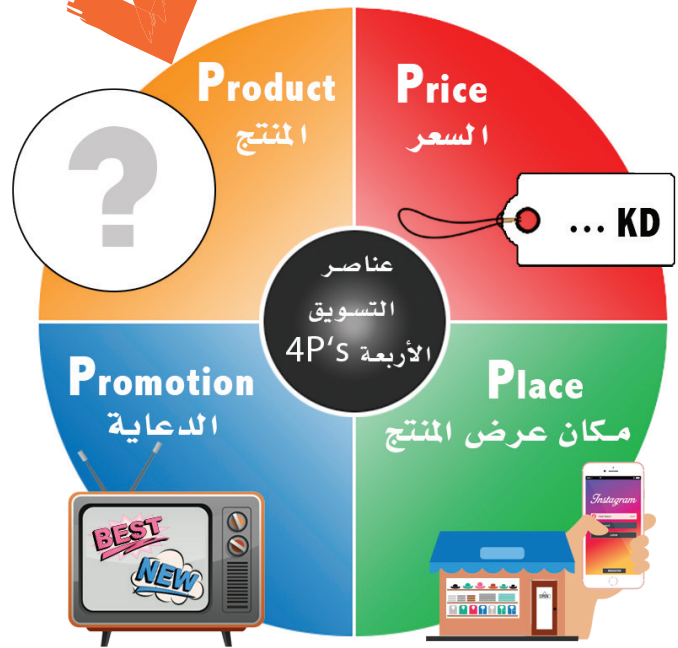 Product
المنتج
Price
السعر
... KD
عناصر
التسويق
الأربعة 4P's
Promotion
الدعاية
Place
مكان عرض المنتج
BEST
NEW
Instagram